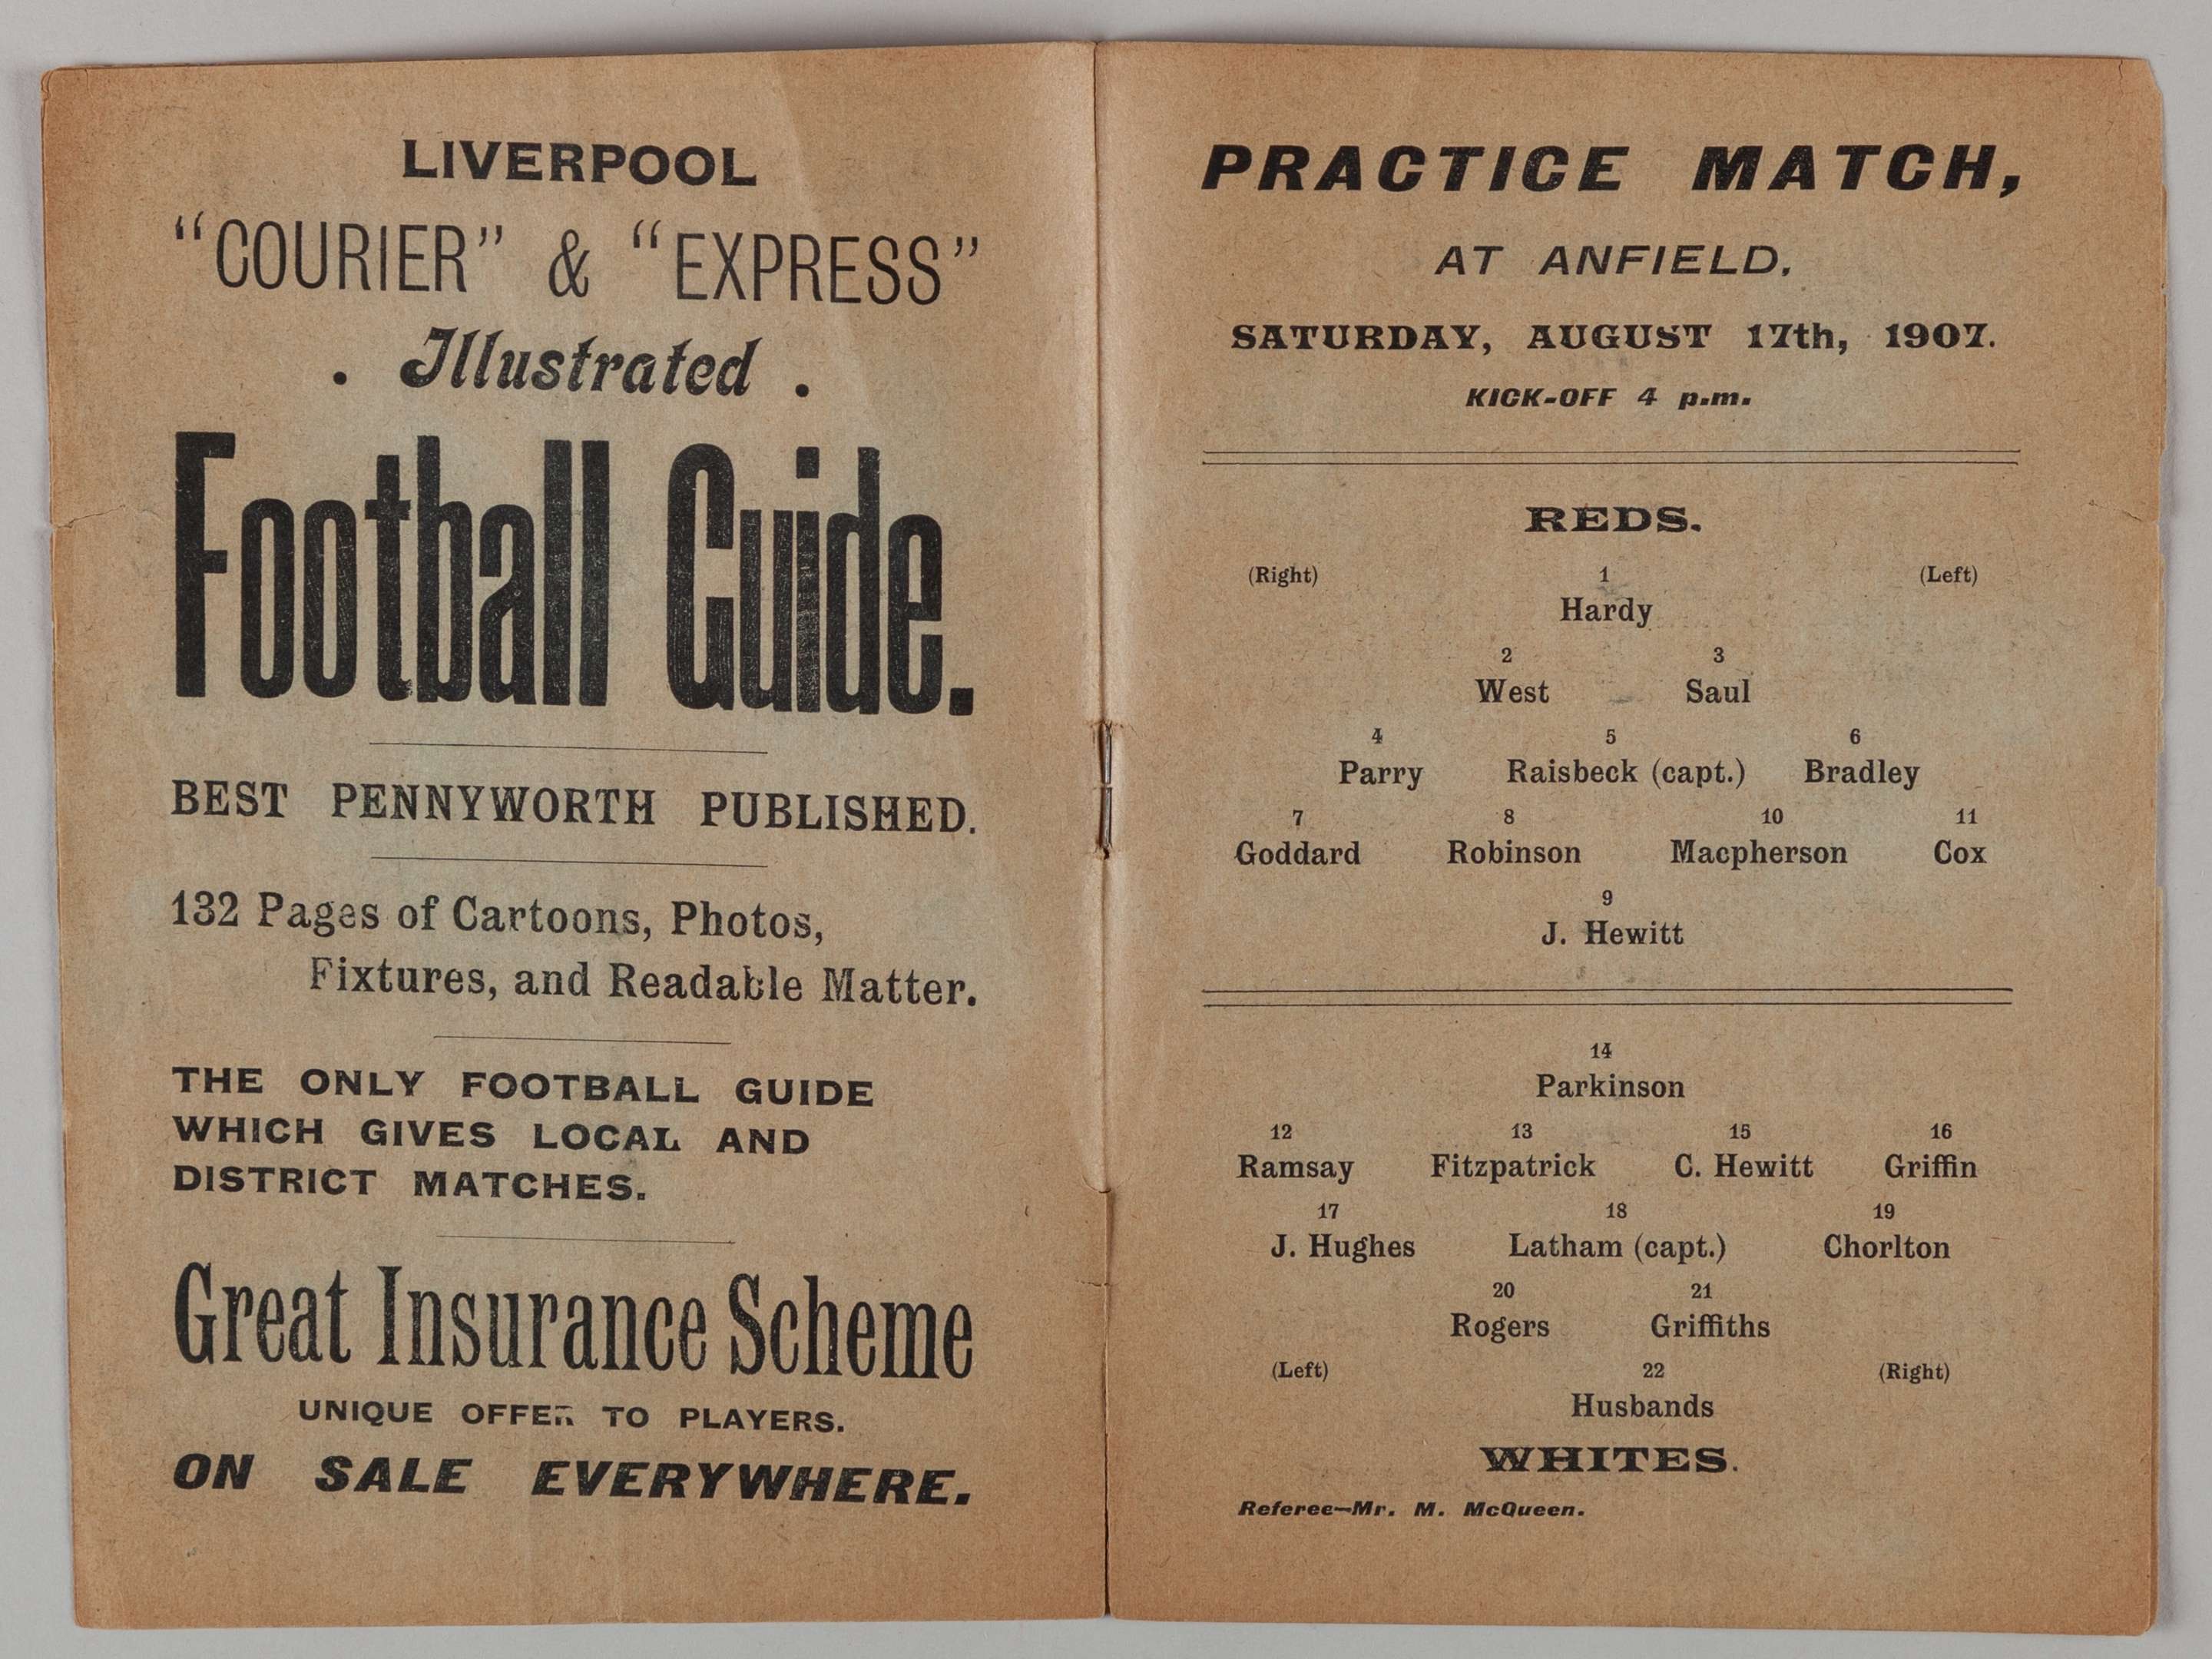 LIVERPOOL
"COURIER" & "EXPRESS"
. Illustrated .
Football Guide.
BEST PENNYWORTH PUBLISHED.
132 Pages of Cartoons, Photos,
Fixtures, and Readable Matter.
THE ONLY FOOTBALL GUIDE
WHICH GIVES LOCAL AND
DISTRICT MATCHES.
Great Insurance Scheme
UNIQUE OFFER TO PLAYERS.
ON SALE EVERYWHERE.
PRACTICE MATCH,
AT ANFIELD.
SATURDAY, AUGUST 17th, 1907.
KICK-OFF 4 p.m.
REDS.
(Right) 1 (Left)
Hardy
2 3
West Saul
4 5 6
Parry Raisbeck (capt.) Bradley
7 8 10 11
Goddard Robinson Macpherson Cox
9
J. Hewitt
14
Parkinson
12 13 15 16
Ramsay Fitzpatrick C. Hewitt Griffin
17 18 19
J. Hughes Latham (capt.) Chorlton
20 21
Rogers Griffiths
(Left) 22 (Right)
Husbands
WHITES.
Referee—Mr. M. McQueen.